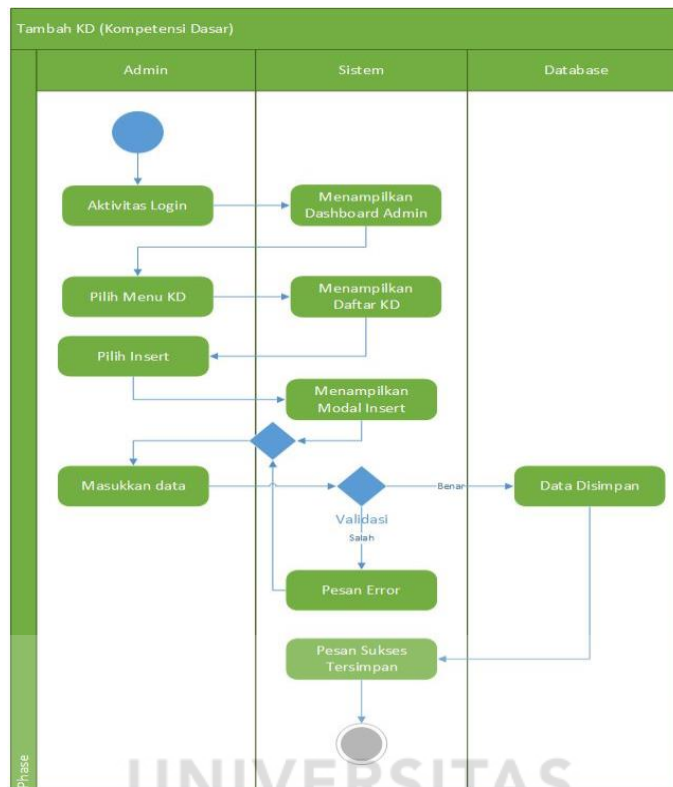 Tambah KD (Kompetensi Dasar)
Admin
Sistem
Database
Aktivitas Login
Menampilkan
Dashboard Admin
Pilih Menu KD
Menampilkan
Daftar KD
Pilih Insert
Menampilkan
Modal Insert
Masukkan data
Validasi
Benar
Data Disimpan
Salah
Pesan Error
Pesan Sukses
Tersimpan
Phase
UNIVERSITAS